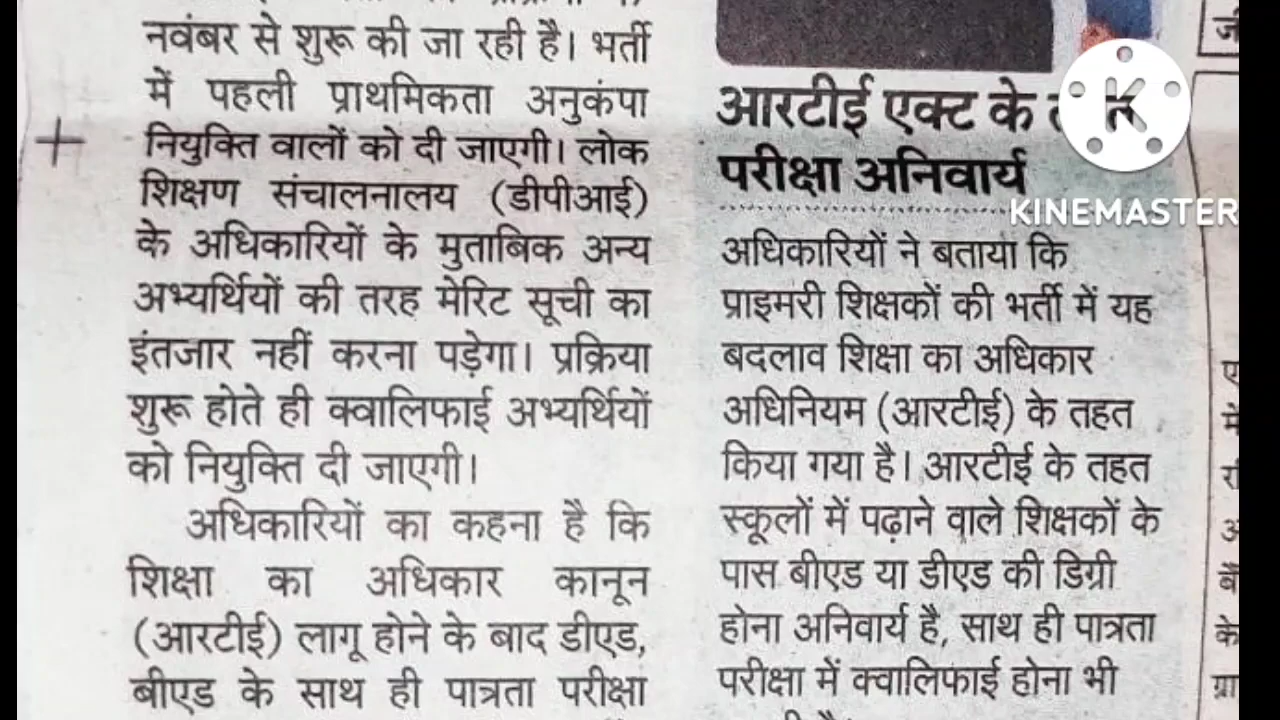 नवंबर से शुरू की जा रही है। भर्ती
में पहली प्राथमिकता अनुकंपा
नियुक्ति वालों को दी जाएगी। लोक
शिक्षण संचालनालय (डीपीआई)
के अधिकारियों के मुताबिक अन्य
अभ्यर्थियों की तरह मेरिट सूची का
इंतजार नहीं करना पड़ेगा। प्रक्रिया
शुरू होते ही क्वालिफाई अभ्यर्थियों
को नियुक्ति दी जाएगी।
अधिकारियों का कहना है कि
शिक्षा का अधिकार कानून
(आरटीई) लागू होने के बाद डीएड,
बीएड के साथ ही पात्रता परीक्षा
आरटीई एक्ट के
परीक्षा अनिवार्य
अधिकारियों ने बताया कि
प्राइमरी शिक्षकों की भर्ती में यह
बदलाव शिक्षा का अधिकार
अधिनियम (आरटीई) के तहत
किया गया है। आरटीई के तहत
स्कूलों में पढ़ाने वाले शिक्षकों के
पास बीएड या डीएड की डिग्री
होना अनिवार्य है, साथ ही पात्रता
परीक्षा में क्वालिफाई होना भी
K
KINEMASTER